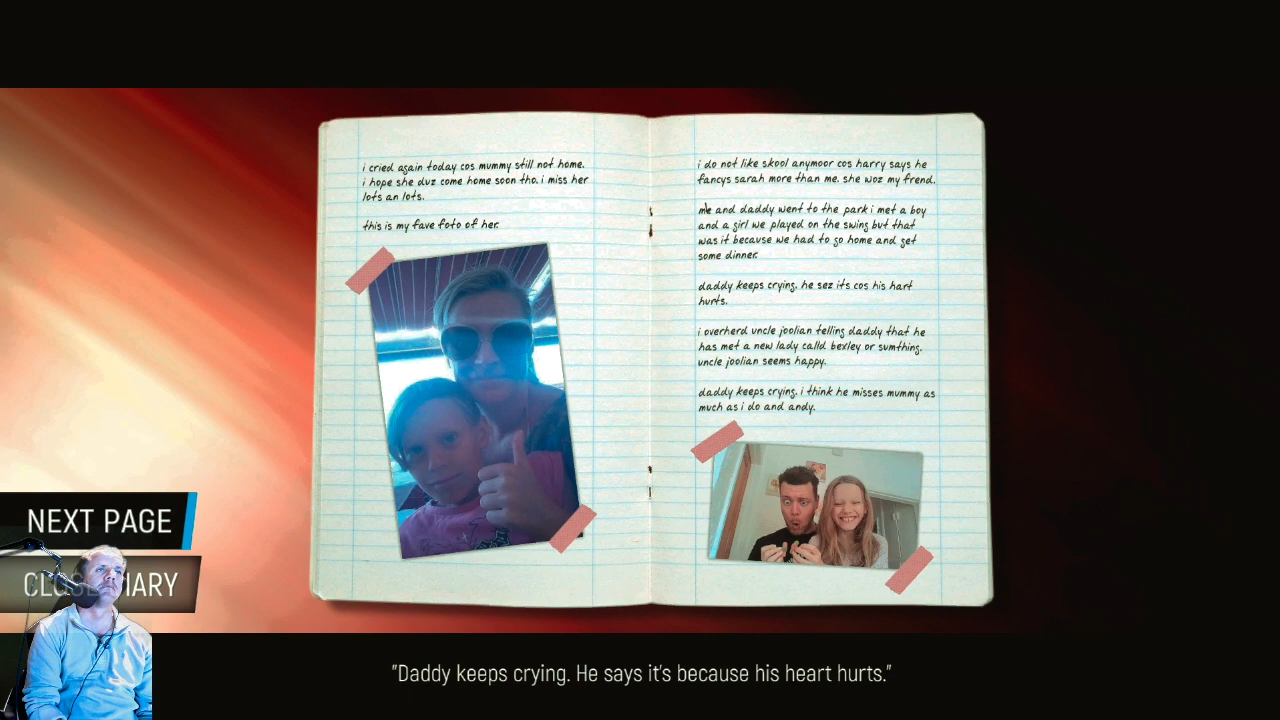 i cried again today cos mummy still not home.
i hope she duz come home soon tho. i miss her
lots an lots.
this is my fave foto of her.
i do not like skool anymoor cos harry says he
fancys sarah more than me. she woz my frend.
me and daddy went to the park i met a boy
and a girl we played on the swing but that
was it because we had to go home and get
some dinner.
daddy keeps crying. he sez its cos his hart
hurts.
i overherd uncle joolian telling daddy that he
has met a new lady calld bexley or sumthing.
uncle joolian seems happy.
daddy keeps crying. i think he misses mummy as
much as i do and andy.
NEXT PAGE
CLOSE DIARY
"Daddy keeps crying. He says it's because his heart hurts."